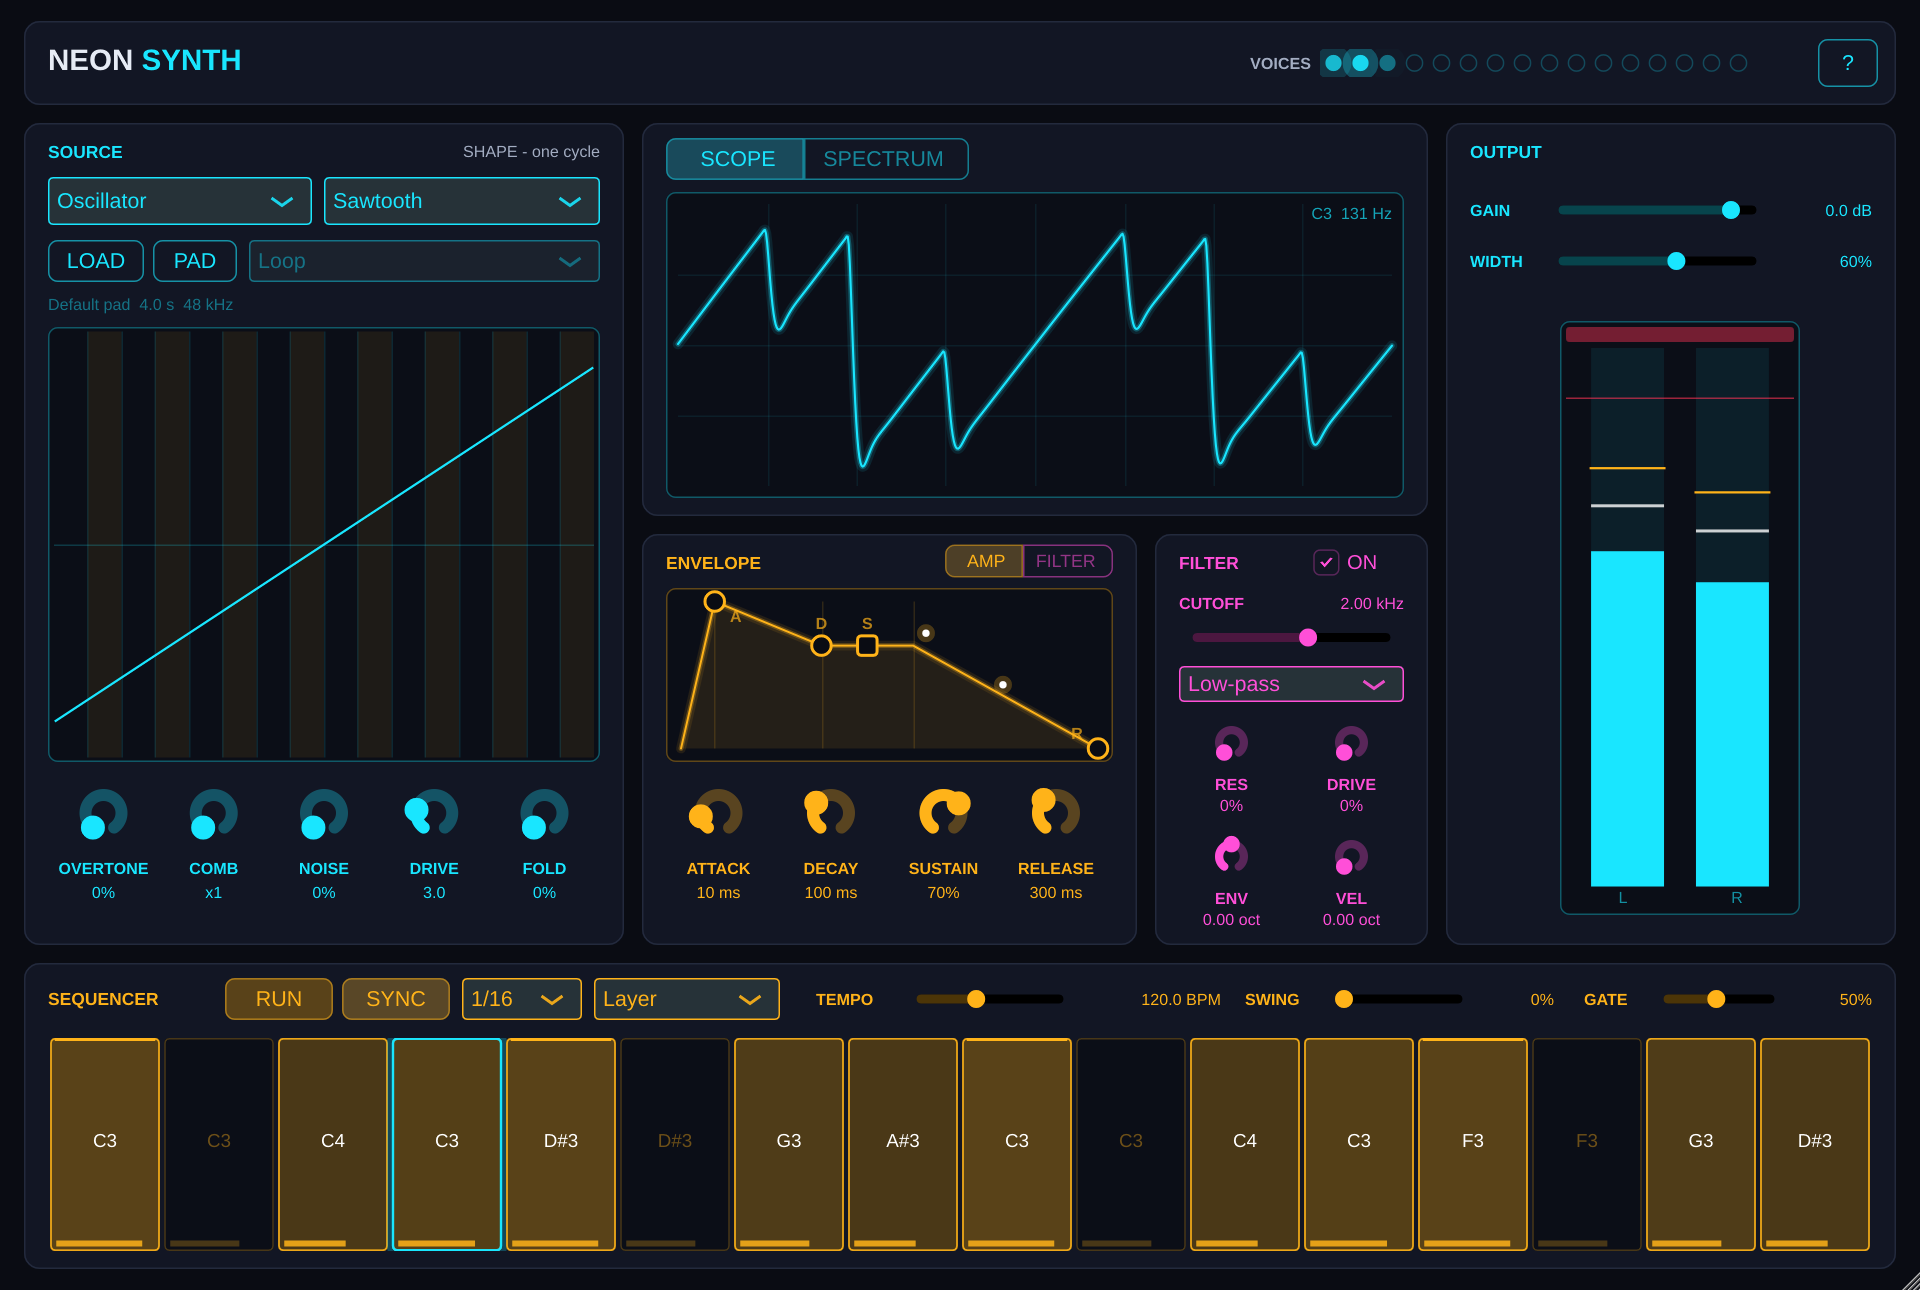 NEON SYNTH
VOICES
?
SOURCE
SHAPE - one cycle
Oscillator
Sawtooth
LOAD
PAD
Loop
Default pad 4.0 s 48 kHz
OVERTONE
COMB
NOISE
DRIVE
FOLD
0%
x1
0%
3.0
0%
SCOPE
SPECTRUM
C3 131 Hz
ENVELOPE
AMP
FILTER
A
D
S
R
ATTACK
DECAY
SUSTAIN
RELEASE
10 ms
100 ms
70%
300 ms
FILTER
ON
CUTOFF
2.00 kHz
Low-pass
RES
DRIVE
0%
0%
ENV
VEL
0.00 oct
0.00 oct
OUTPUT
GAIN
0.0 dB
WIDTH
60%
L
R
SEQUENCER
RUN
SYNC
1/16
Layer
TEMPO
120.0 BPM
SWING
0%
GATE
50%
C3
C3
C4
C3
D#3
D#3
G3
A#3
C3
C3
C4
C3
F3
F3
G3
D#3